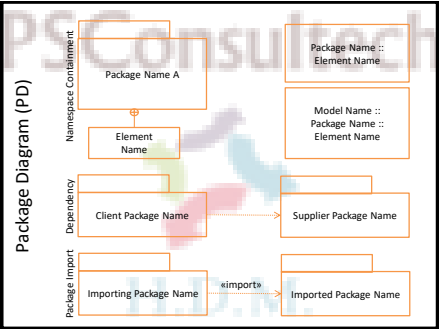 PSConsultech
Package Diagram (PD)
Namespace Containment
Package Name A
Package Name ::
Element Name
Element
Name
Model Name ::
Package Name ::
Element Name
Dependency
Client Package Name
Supplier Package Name
Package Import
Importing Package Name
«import»
Imported Package Name